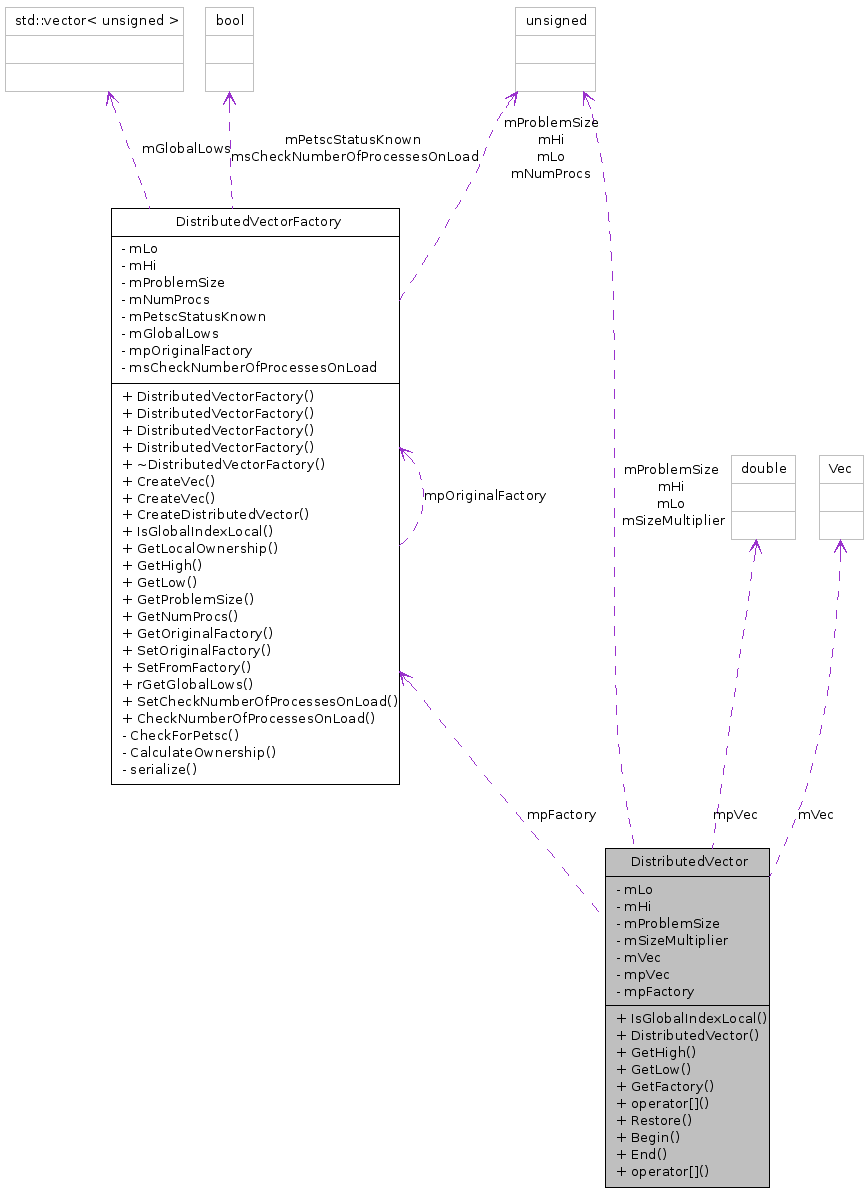 std::vector< unsigned >
bool
unsigned
mGlobalLows
mPetscStatusKnown
msCheckNumberOfProcessesOnLoad
mProblemSize
mHi
mLo
mNumProcs
DistributedVectorFactory
- mLo
- mHi
- mProblemSize
- mNumProcs
- mPetscStatusKnown
- mGlobalLows
- mpOriginalFactory
- msCheckNumberOfProcessesOnLoad
+ DistributedVectorFactory()
+ DistributedVectorFactory()
+ DistributedVectorFactory()
+ DistributedVectorFactory()
+ ~DistributedVectorFactory()
+ CreateVec()
+ CreateVec()
+ CreateDistributedVector()
+ IsGlobalIndexLocal()
+ GetLocalOwnership()
+ GetHigh()
+ GetLow()
+ GetProblemSize()
+ GetNumProcs()
+ GetOriginalFactory()
+ SetOriginalFactory()
+ SetFromFactory()
+ rGetGlobalLows()
+ SetCheckNumberOfProcessesOnLoad()
+ CheckNumberOfProcessesOnLoad()
- CheckForPetsc()
- CalculateOwnership()
- serialize()
mpOriginalFactory
mProblemSize
mHi
mLo
mSizeMultiplier
double
Vec
mpFactory
mpVec
mVec
DistributedVector
- mLo
- mHi
- mProblemSize
- mSizeMultiplier
- mVec
- mpVec
- mpFactory
+ IsGlobalIndexLocal()
+ DistributedVector()
+ GetHigh()
+ GetLow()
+ GetFactory()
+ operator[]()
+ Restore()
+ Begin()
+ End()
+ operator[]()